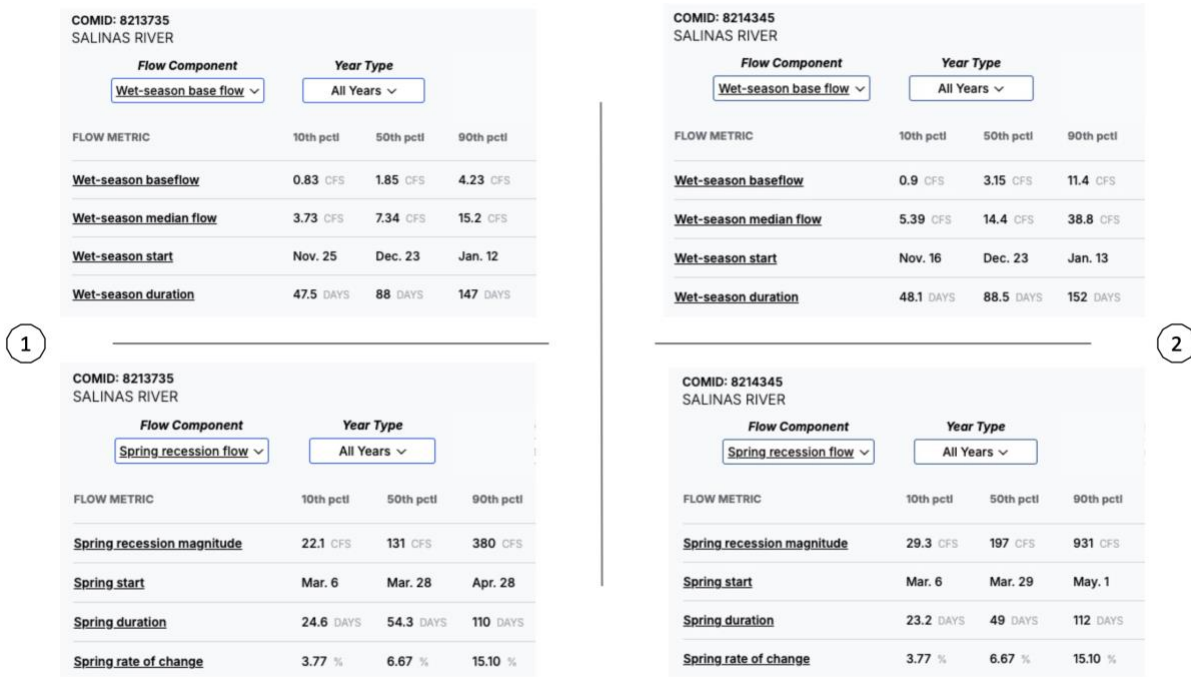 COMID: 8213735
SALINAS RIVER
Flow Component Year Type
Wet-season base flow All Years
FLOW METRIC 10th pctl 50th pctl 90th pctl
Wet-season baseflow 0.83 CFS 1.85 CFS 4.23 CFS
Wet-season median flow 3.73 CFS 7.34 CFS 15.2 CFS
Wet-season start Nov. 25 Dec. 23 Jan. 12
Wet-season duration 47.5 DAYS 88 DAYS 147 DAYS
1
COMID: 8213735
SALINAS RIVER
Flow Component Year Type
Spring recession flow All Years
FLOW METRIC 10th pctl 50th pctl 90th pctl
Spring recession magnitude 22.1 CFS 131 CFS 380 CFS
Spring start Mar. 6 Mar. 28 Apr. 28
Spring duration 24.6 DAYS 54.3 DAYS 110 DAYS
Spring rate of change 3.77 % 6.67 % 15.10 %
COMID: 8214345
SALINAS RIVER
Flow Component Year Type
Wet-season base flow All Years
FLOW METRIC 10th pctl 50th pctl 90th pctl
Wet-season baseflow 0.9 CFS 3.15 CFS 11.4 CFS
Wet-season median flow 5.39 CFS 14.4 CFS 38.8 CFS
Wet-season start Nov. 16 Dec. 23 Jan. 13
Wet-season duration 48.1 DAYS 88.5 DAYS 152 DAYS
2
COMID: 8214345
SALINAS RIVER
Flow Component Year Type
Spring recession flow All Years
FLOW METRIC 10th pctl 50th pctl 90th pctl
Spring recession magnitude 29.3 CFS 197 CFS 931 CFS
Spring start Mar. 6 Mar. 29 May. 1
Spring duration 23.2 DAYS 49 DAYS 112 DAYS
Spring rate of change 3.77 % 6.67 % 15.10 %